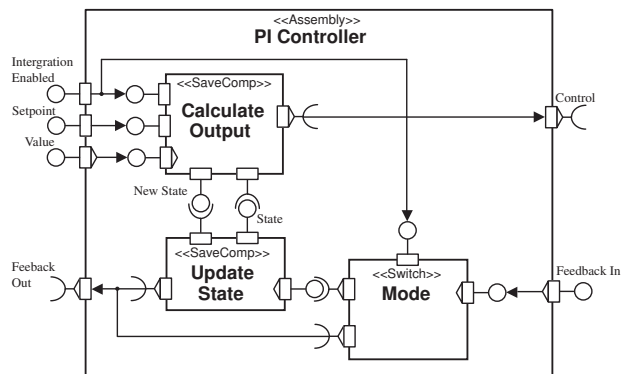 <<Assembly>>
PI Controller
Intergration
Enabled
Setpoint
Value
<<SaveComp>>
Calculate
Output
Control
New State
State
<<SaveComp>>
Update
State
Feeback
Out
<<Switch>>
Mode
Feedback In